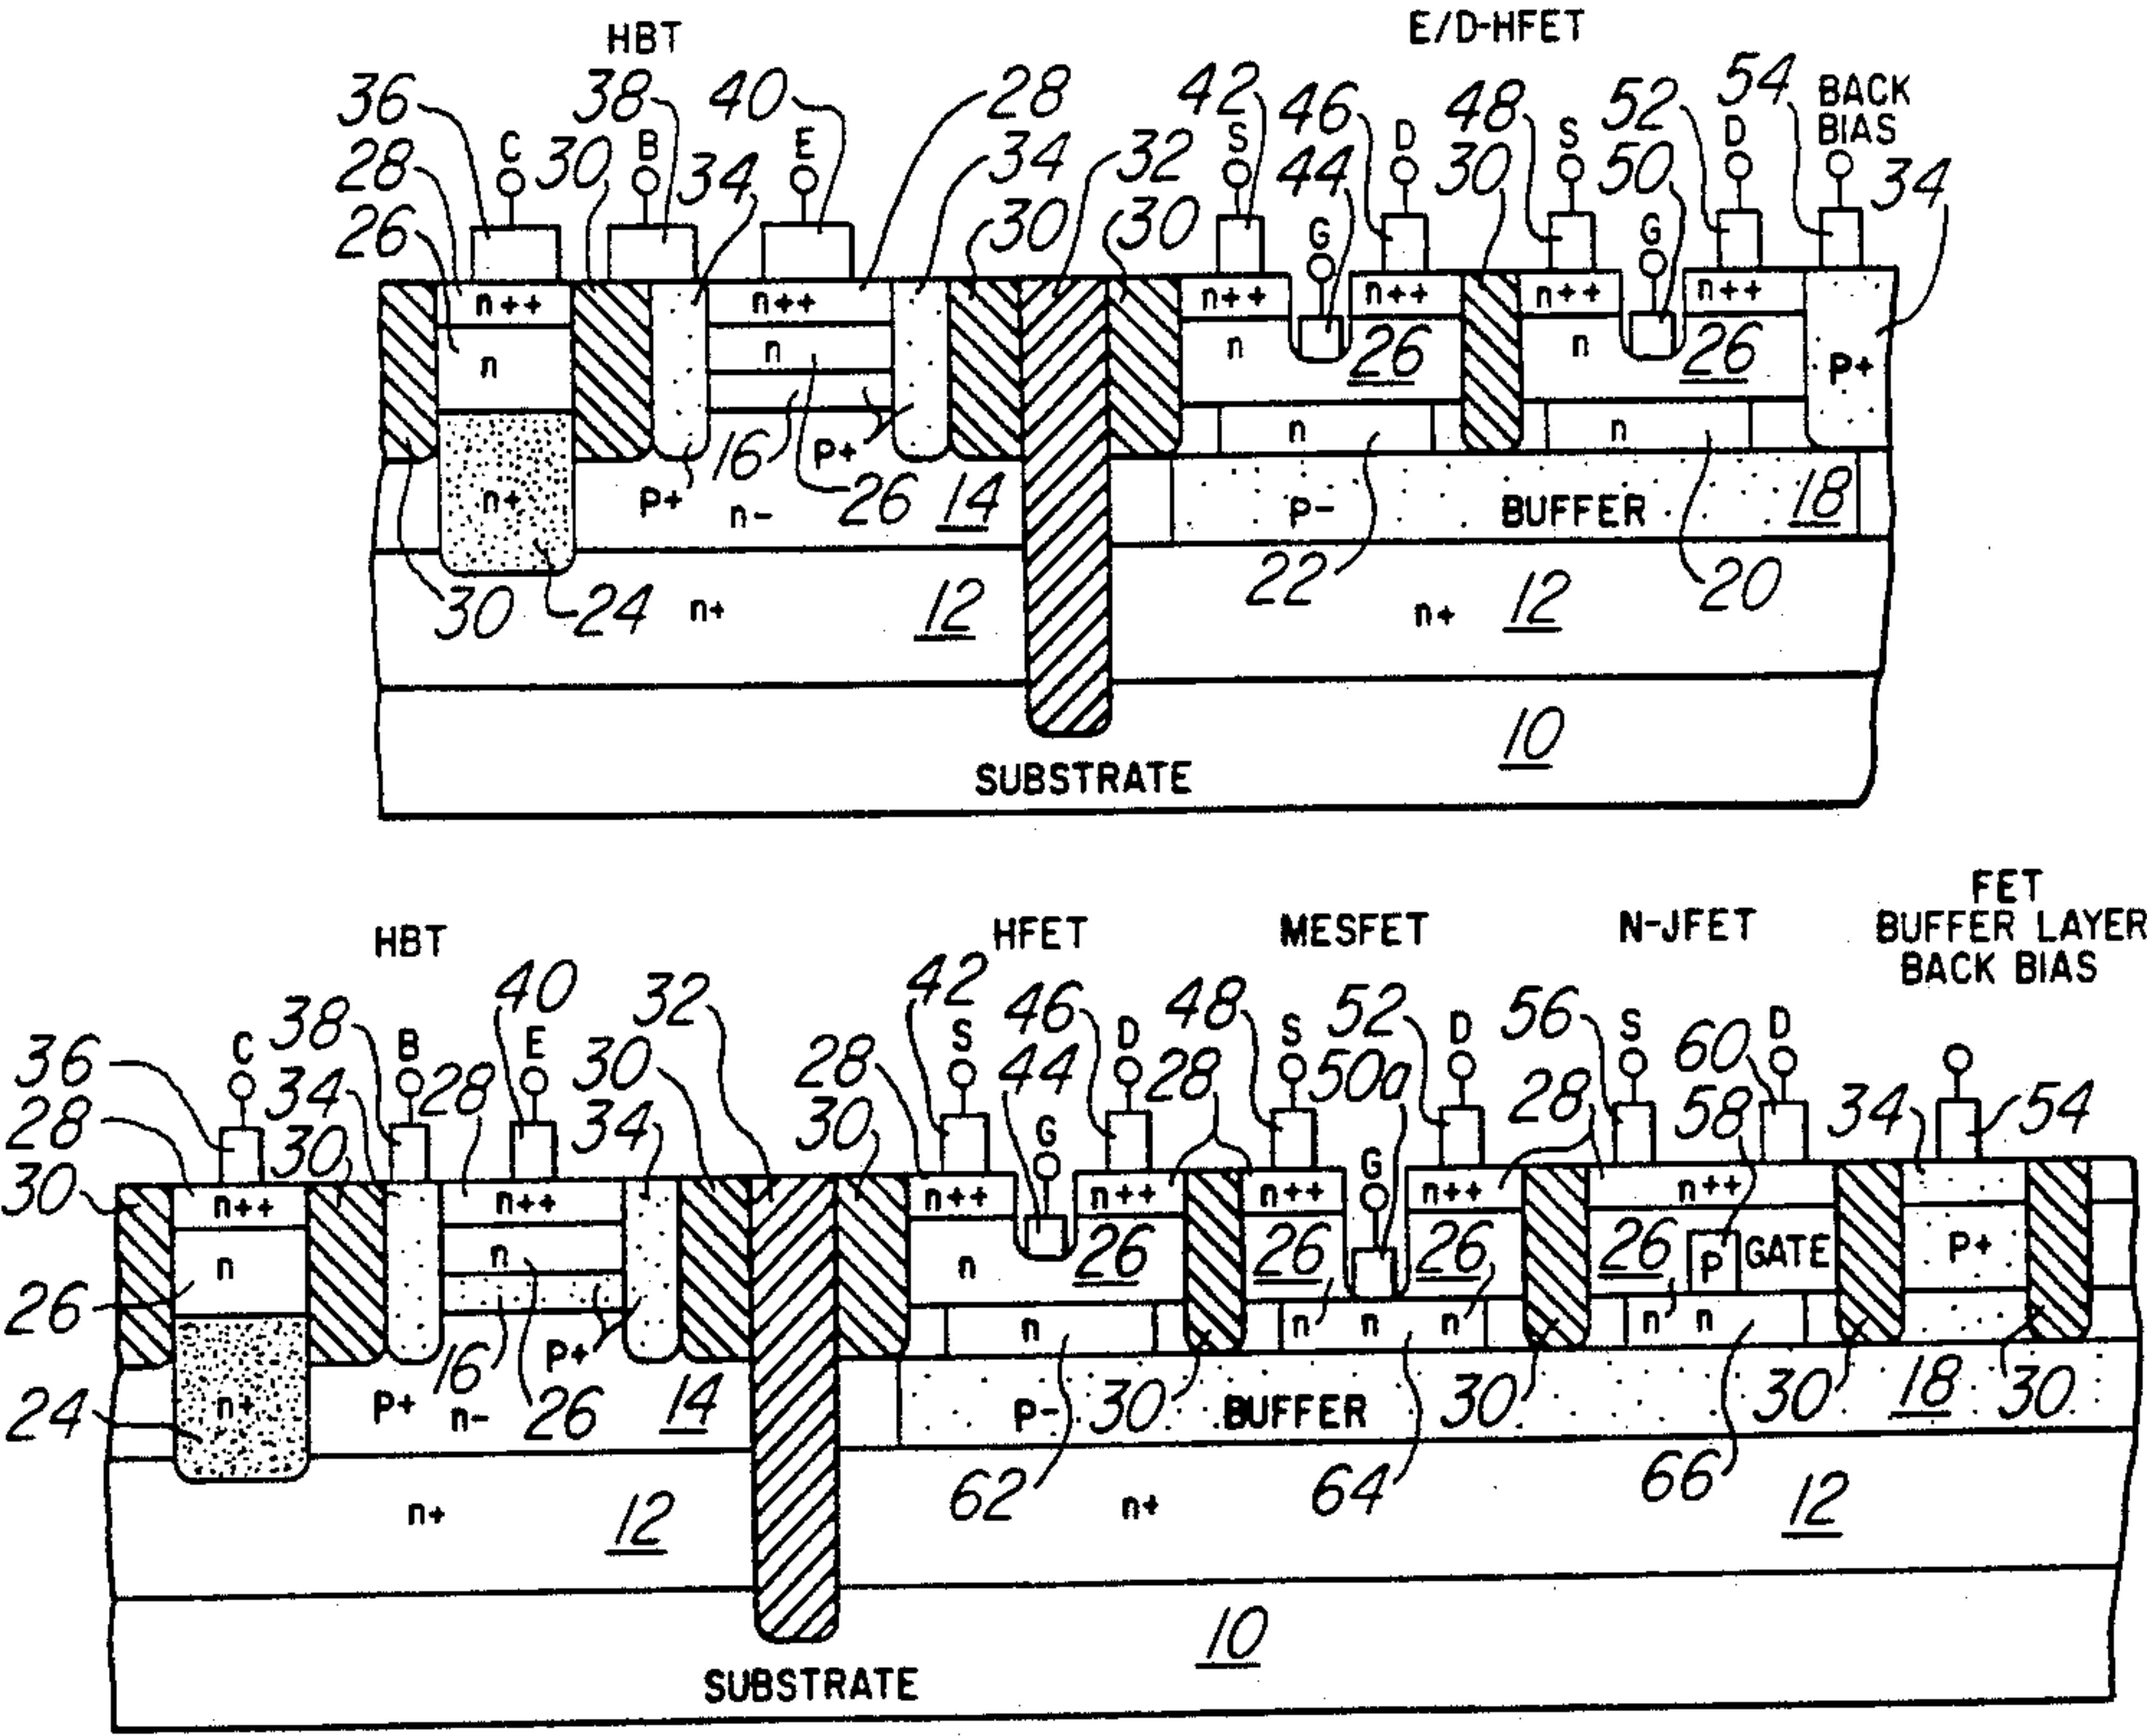 HBT E/D-HFET
36 38 40 28 42 46 48 52 54 BACK BIAS
28 C 30 B 34 E 34 32 S 44 D 30 S 50 D 34
26 30 30 G G
n++ n++ n++ n++ n++ n++
n n n 26 n 26 P+
16 P+ n n
n+ P+ n- 26 14 P- BUFFER 18
30 24 n+ 12 22 n+ 12 20
10
SUBSTRATE
FET
HBT HFET MESFET N-JFET BUFFER LAYER
BACK BIAS
40 32 42 46 48 52 56 S 60 D
36 C 38 B E 30 28 S 44 D 28 S 50a D 28 58 34 54
28 34 28 34 30 G G
30 30 n++ n++ n++ n++ n++ n++ n++
n n n 26 26 26 26 P GATE P+
26 16 P+ n n n n n n
24 n+ P+ n- 26 14 P- 30 BUFFER 30 30 18 30
n+ 12 62 n+ 64 66 12
10
SUBSTRATE